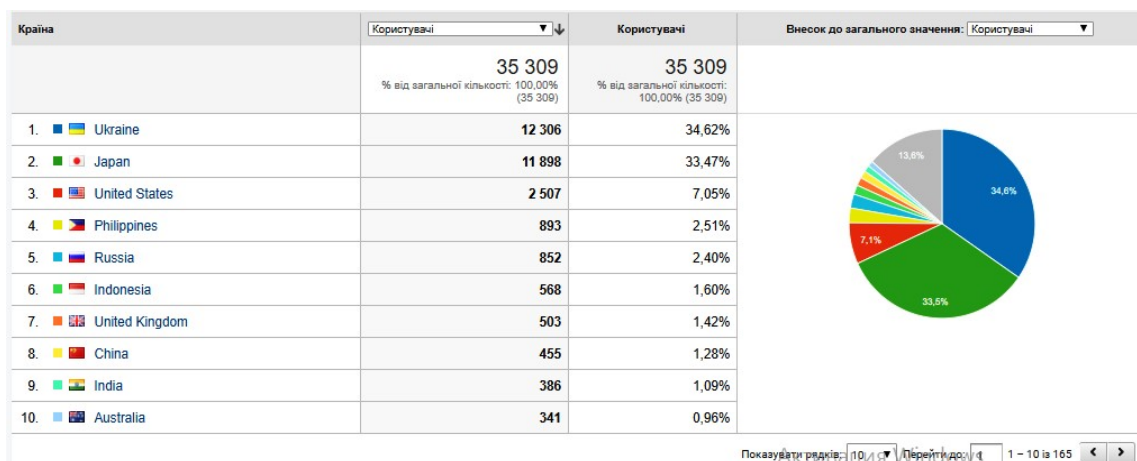 Країна Користувачі Користувачі Внесок до загального значення: Користувачі
35 309 35 309
% від загальної кількості: 100,00% (35 309) % від загальної кількості: 100,00% (35 309)
1. Ukraine 12 306 34,62%
2. Japan 11 898 33,47%
3. United States 2 507 7,05%
4. Philippines 893 2,51%
5. Russia 852 2,40%
6. Indonesia 568 1,60%
7. United Kingdom 503 1,42%
8. China 455 1,28%
9. India 386 1,09%
10. Australia 341 0,96%
13,6%
34,6%
7,1%
33,5%
Показувати рядків: 10 Перейти до: 1 1 – 10 із 165